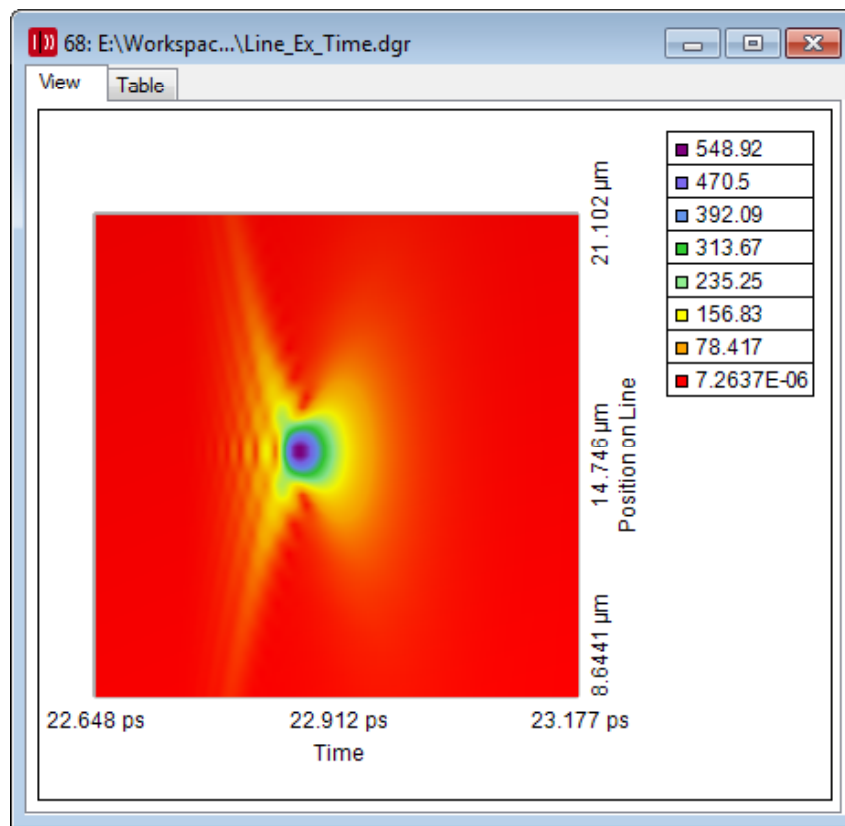 68: E:\Workspac...\Line_Ex_Time.dgr
View
Table
548.92
470.5
392.09
313.67
235.25
156.83
78.417
7.2637E-06
21.102 µm
14.746 µm
Position on Line
8.6441 µm
22.648 ps
22.912 ps
23.177 ps
Time